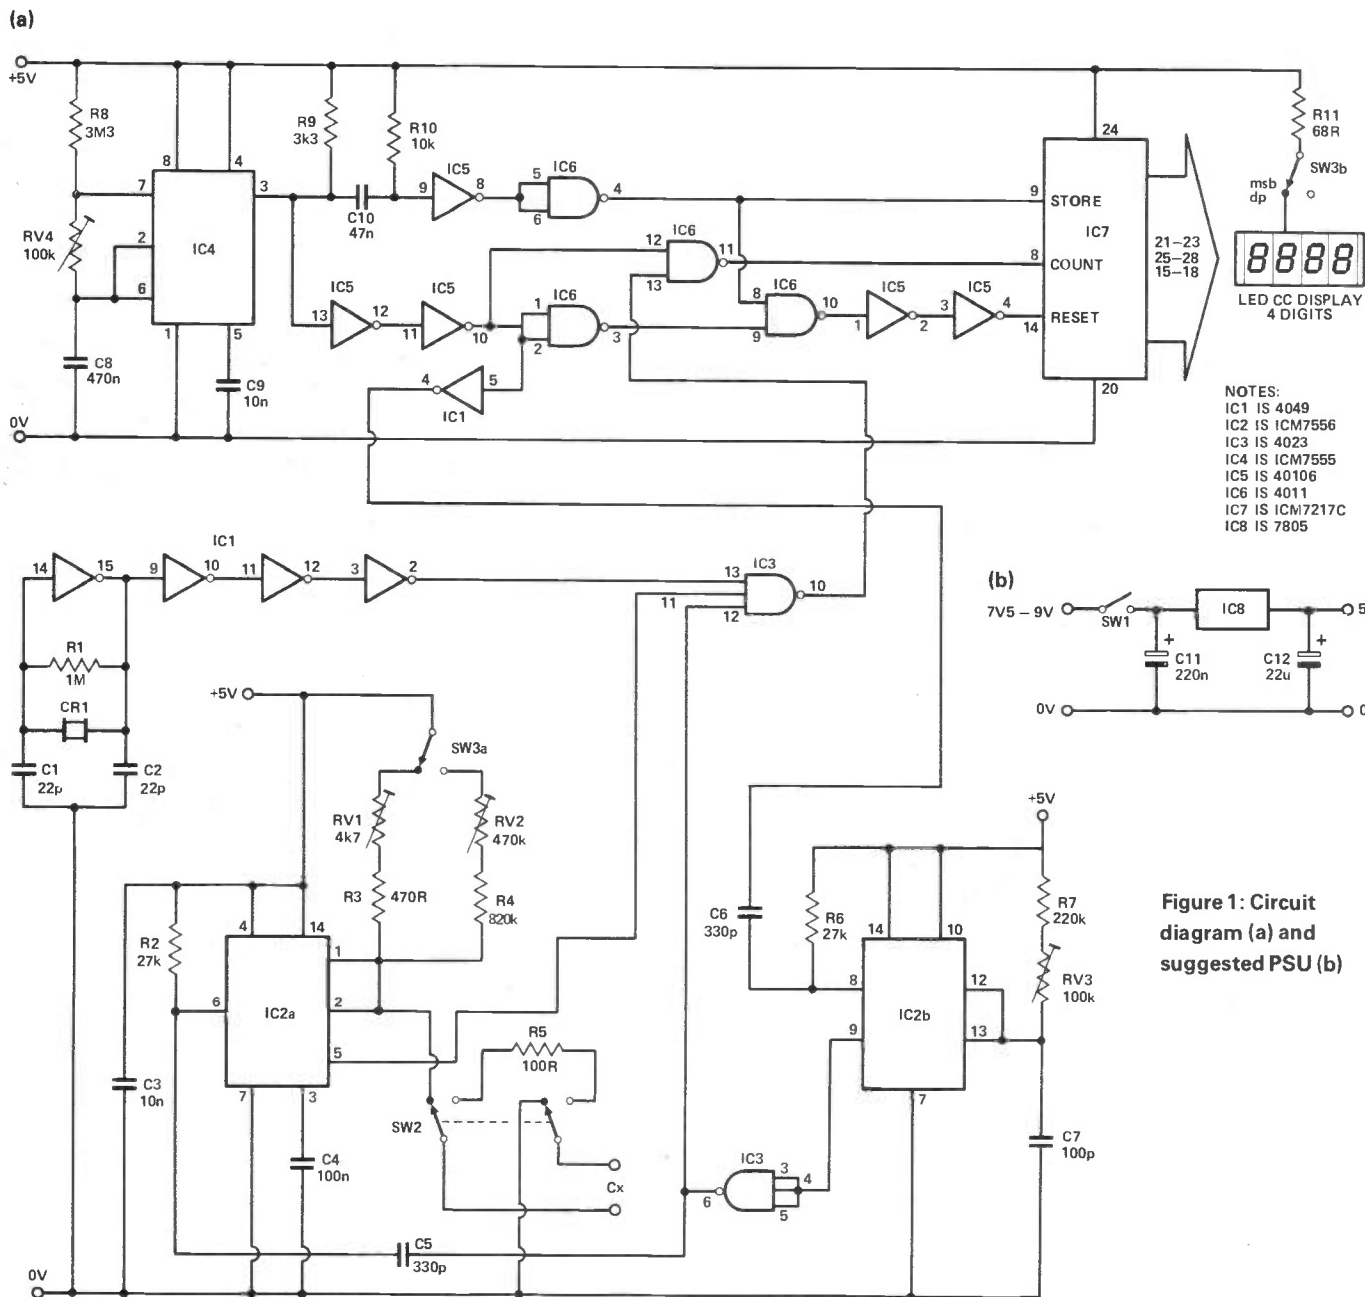 (a)
+5V
R8
3M3
RV4
100k
C8
470n
0V
8
4
7
2
6
1
5
3
IC4
C9
10n
R9
3k3
R10
10k
C10
47n
9
IC5
8
5
6
IC6
4
13
IC5
12
11
IC5
10
1
2
IC6
3
12
13
IC6
11
8
9
IC6
10
1
IC5
2
3
IC5
4
4
5
IC1
24
9
STORE
IC7
8
COUNT
14
RESET
20
21–23
25–28
15–18
R11
68R
SW3b
msb
dp
8888
LED CC DISPLAY
4 DIGITS
NOTES:
IC1 IS 4049
IC2 IS ICM7556
IC3 IS 4023
IC4 IS ICM7555
IC5 IS 40106
IC6 IS 4011
IC7 IS ICM7217C
IC8 IS 7805
14
15
9
IC1
10
11
12
3
2
13
11
12
IC3
10
R1
1M
CR1
C1
22p
C2
22p
+5V
SW3a
RV1
4k7
RV2
470k
R3
470R
R4
820k
R2
27k
4
14
1
6
2
IC2a
5
7
3
C3
10n
C4
100n
R5
100R
SW2
Cx
C5
330p
0V
(b)
7V5 – 9V
SW1
IC8
5
+
C11
220n
+
C12
22u
0V
0
+5V
C6
330p
R6
27k
R7
220k
RV3
100k
14
10
8
12
IC2b
9
13
7
C7
100p
IC3
3
4
5
6
Figure 1: Circuit
diagram (a) and
suggested PSU (b)